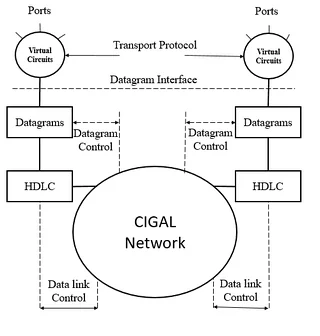 Ports
Ports
Virtual
Circuits
Transport Protocol
Virtual
Circuits
Datagram Interface
Datagrams
Datagram
Control
Datagram
Control
Datagrams
HDLC
HDLC
CIGAL
Network
Data link
Control
Data link
Control